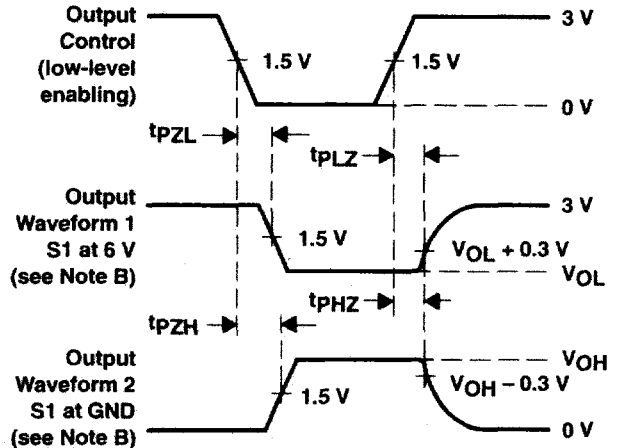 Output
Control
(low-level
enabling)
3 V
1.5 V
1.5 V
0 V
tPZL
tPLZ
Output
Waveform 1
S1 at 6 V
(see Note B)
3 V
1.5 V
VOL + 0.3 V
VOL
tPHZ
tPZH
Output
Waveform 2
S1 at GND
(see Note B)
VOH
VOH − 0.3 V
1.5 V
0 V